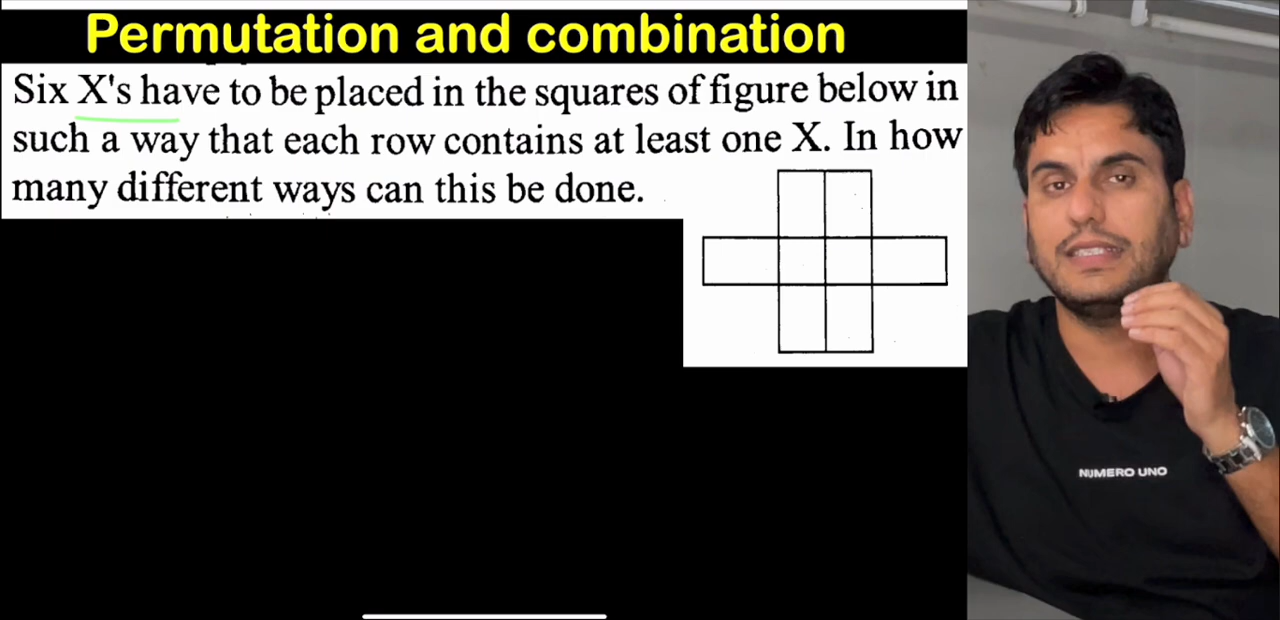 Permutation and combination
Six X's have to be placed in the squares of figure below in
such a way that each row contains at least one X. In how
many different ways can this be done.
NUMERO UNO